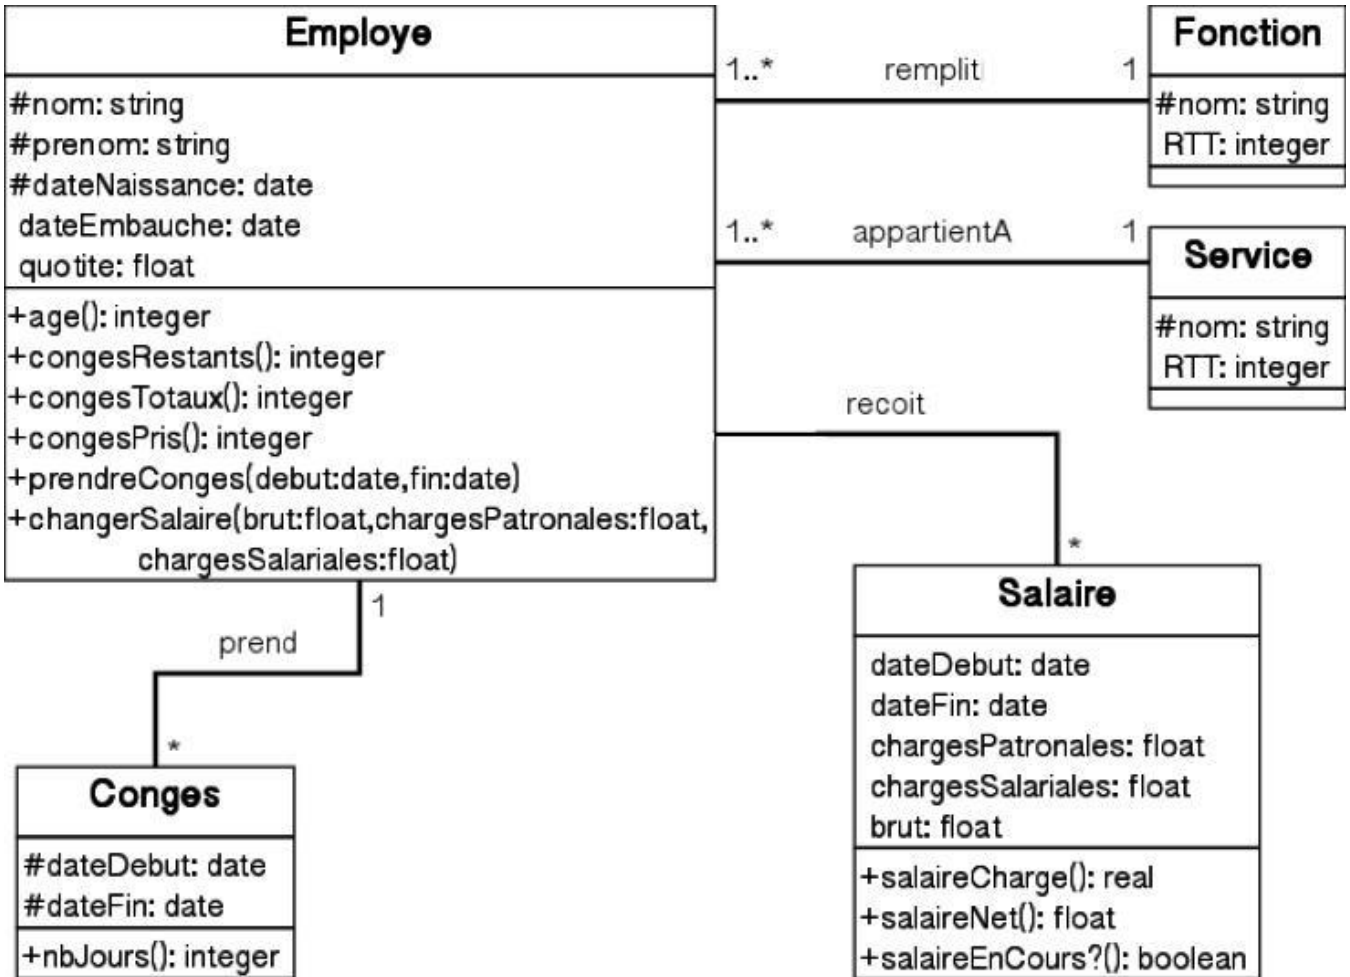 Employe
#nom: string
#prenom: string
#dateNaissance: date
dateEmbauche: date
quotite: float
+age(): integer
+congesRestants(): integer
+congesTotaux(): integer
+congesPris(): integer
+prendreConges(debut:date,fin:date)
+changerSalaire(brut:float,chargesPatronales:float,
chargesSalariales:float)
1..* remplit 1
Fonction
#nom: string
RTT: integer
1..* appartientA 1
Service
#nom: string
RTT: integer
recoit
*
Salaire
dateDebut: date
dateFin: date
chargesPatronales: float
chargesSalariales: float
brut: float
+salaireCharge(): real
+salaireNet(): float
+salaireEnCours?(): boolean
1
prend
*
Conges
#dateDebut: date
#dateFin: date
+nbJours(): integer